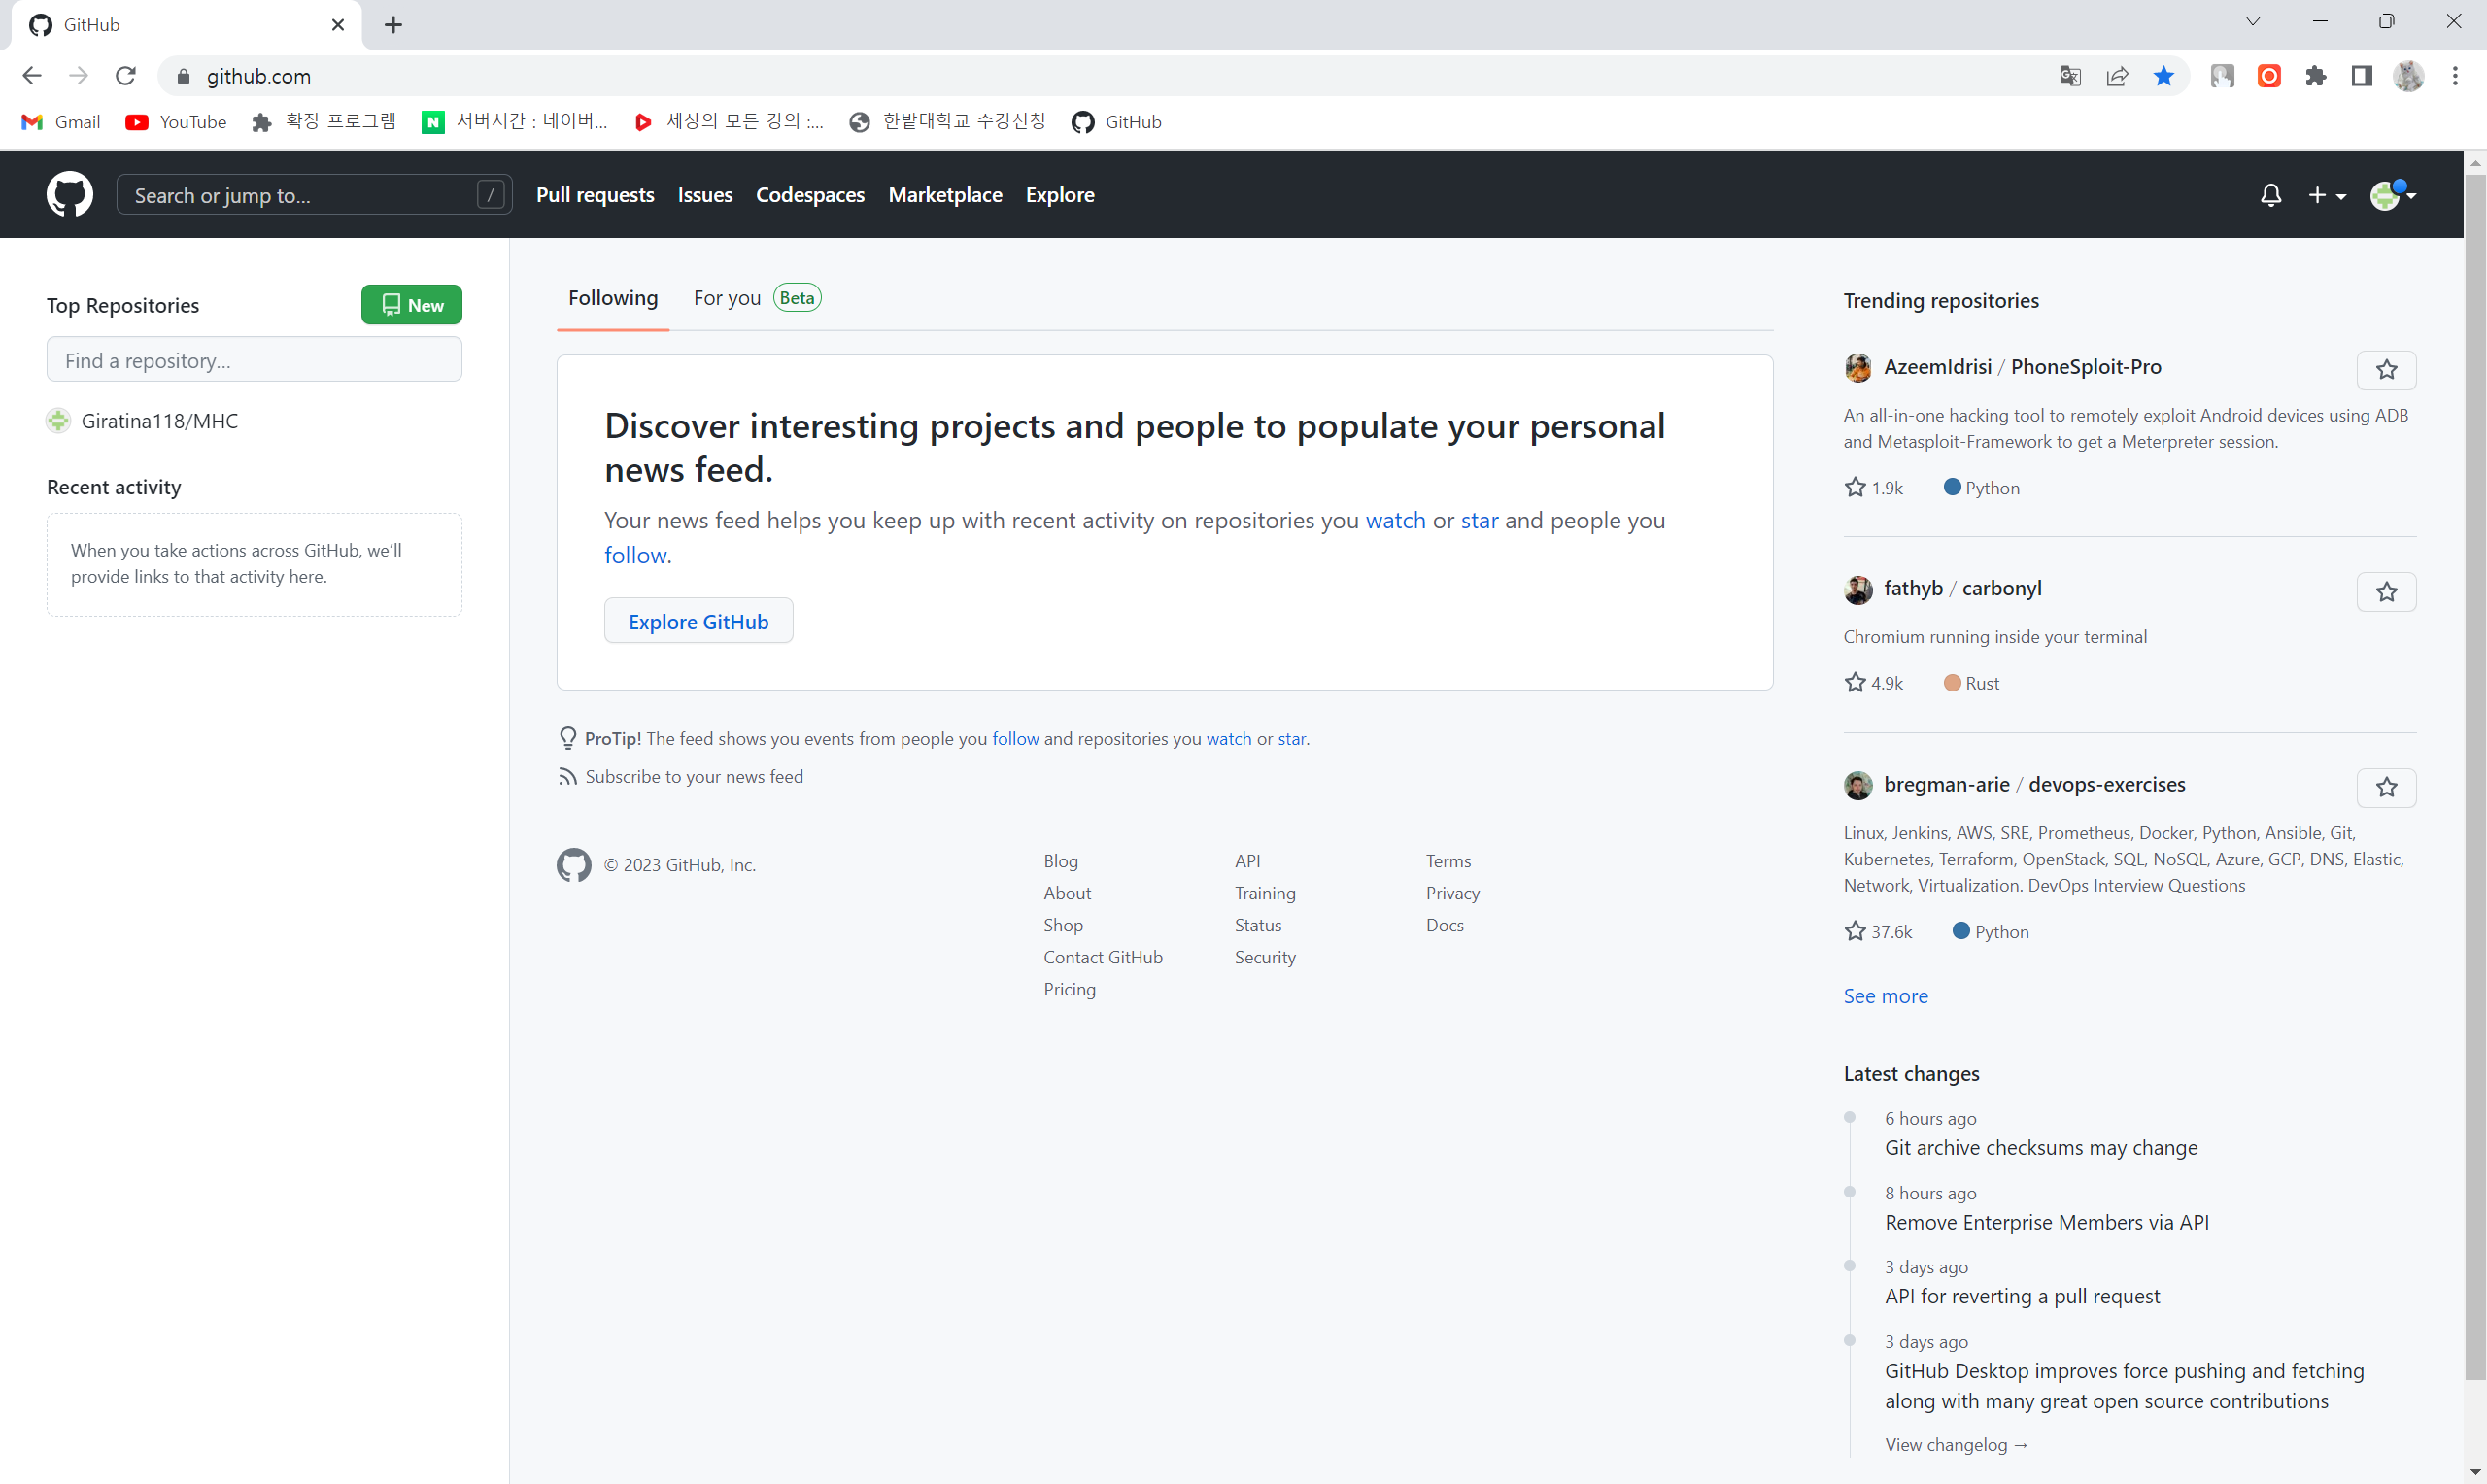 GitHub
github.com
Gmail
YouTube
확장 프로그램
서버시간 : 네이버...
세상의 모든 강의 :...
한밭대학교 수강신청
GitHub
Search or jump to...
/
Pull requests
Issues
Codespaces
Marketplace
Explore
Top Repositories
New
Find a repository...
Giratina118/MHC
Recent activity
When you take actions across GitHub, we'll
provide links to that activity here.
Following
For you
Beta
Discover interesting projects and people to populate your personal
news feed.
Your news feed helps you keep up with recent activity on repositories you watch or star and people you
follow.
Explore GitHub
ProTip! The feed shows you events from people you follow and repositories you watch or star.
Subscribe to your news feed
© 2023 GitHub, Inc.
Blog
About
Shop
Contact GitHub
Pricing
API
Training
Status
Security
Terms
Privacy
Docs
Trending repositories
AzeemIdrisi / PhoneSploit-Pro
An all-in-one hacking tool to remotely exploit Android devices using ADB
and Metasploit-Framework to get a Meterpreter session.
1.9k
Python
fathyb / carbonyl
Chromium running inside your terminal
4.9k
Rust
bregman-arie / devops-exercises
Linux, Jenkins, AWS, SRE, Prometheus, Docker, Python, Ansible, Git,
Kubernetes, Terraform, OpenStack, SQL, NoSQL, Azure, GCP, DNS, Elastic,
Network, Virtualization. DevOps Interview Questions
37.6k
Python
See more
Latest changes
6 hours ago
Git archive checksums may change
8 hours ago
Remove Enterprise Members via API
3 days ago
API for reverting a pull request
3 days ago
GitHub Desktop improves force pushing and fetching
along with many great open source contributions
View changelog →